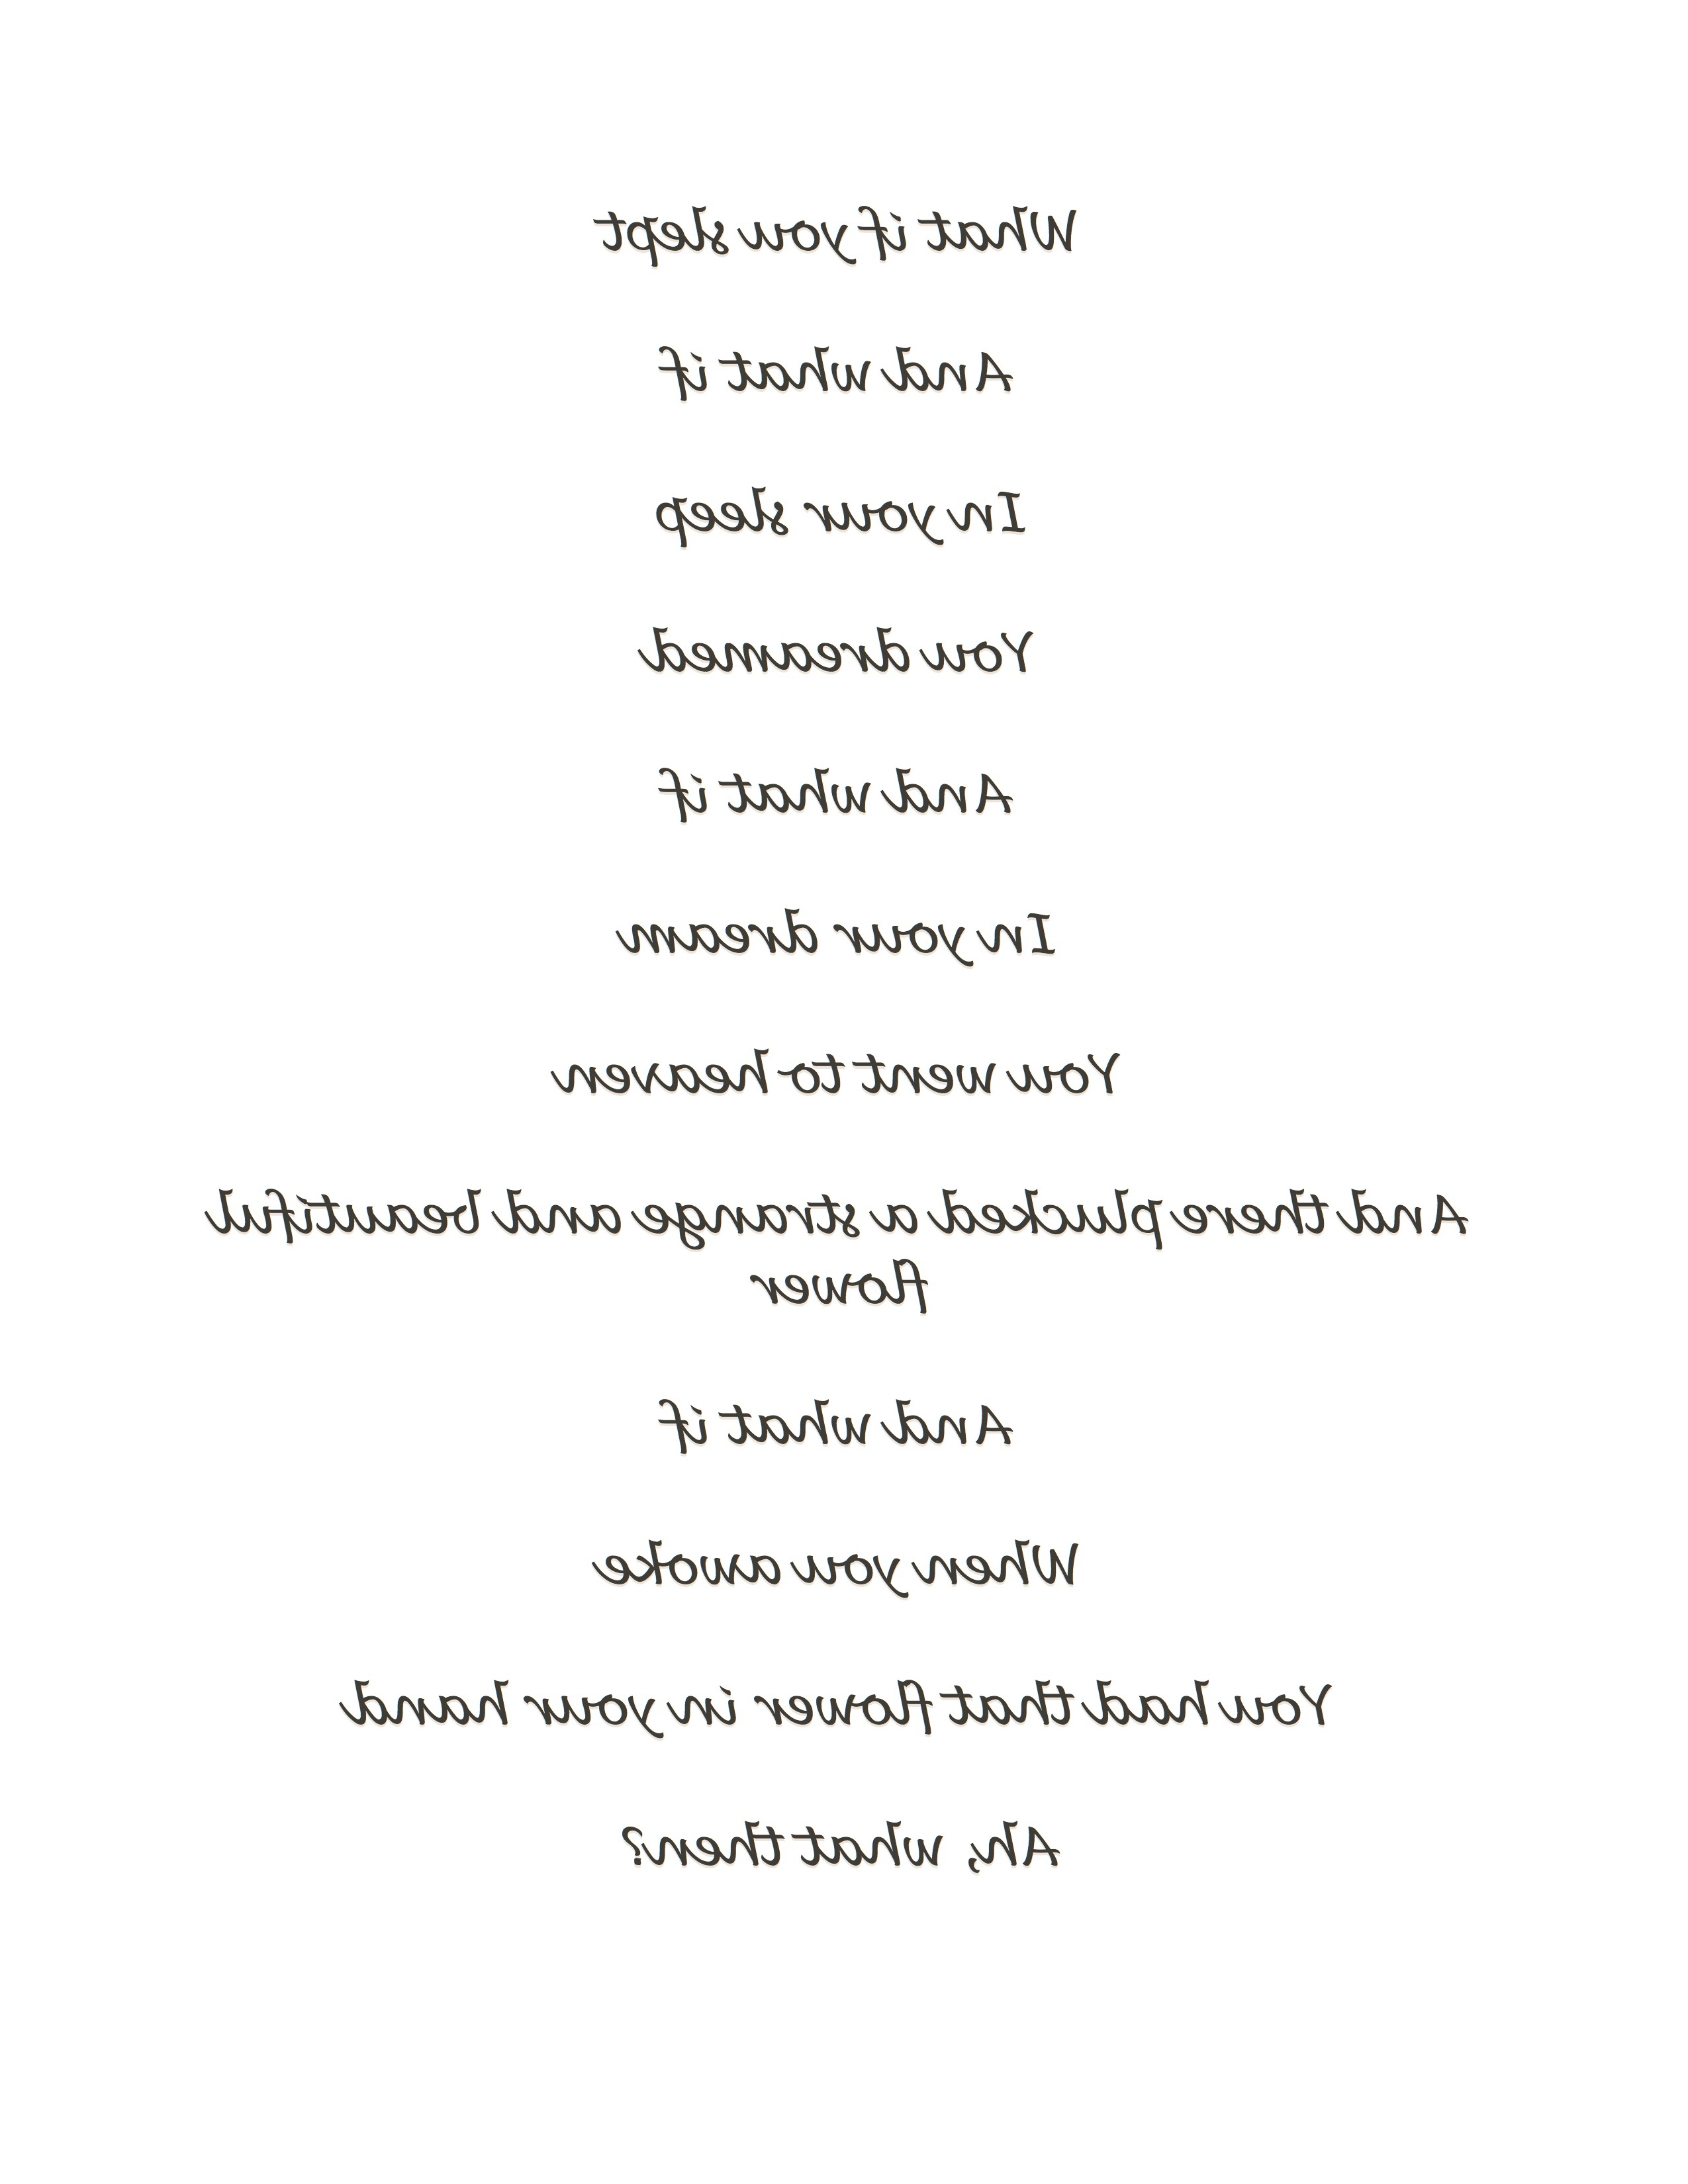 What if you slept
And what if
In your sleep
You dreamed
And what if
In your dream
You went to heaven
And there plucked a strange and beautiful
flower
And what if
When you awoke
You had that flower in your hand
Ah, what then?